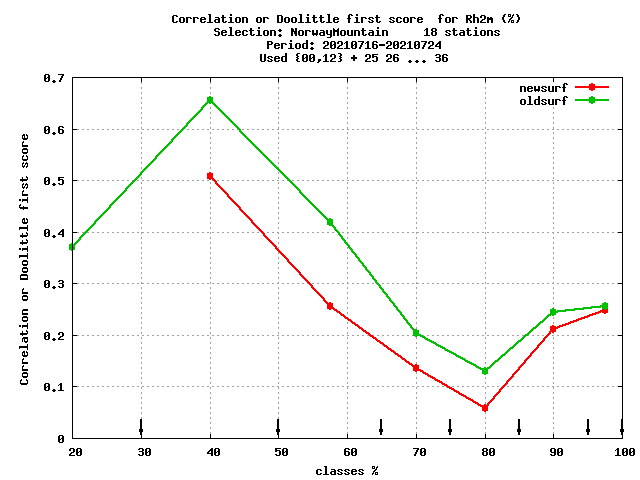 Correlation or Doolittle first score  for Rh2m (%)
Selection: NorwayMountain     18 stations
Period: 20210716-20210724
Used {00,12} + 25 26 ... 36
newsurf
oldsurf
Correlation or Doolittle first score
0.7
0.6
0.5
0.4
0.3
0.2
0.1
0
20 30 40 50 60 70 80 90 100
classes %